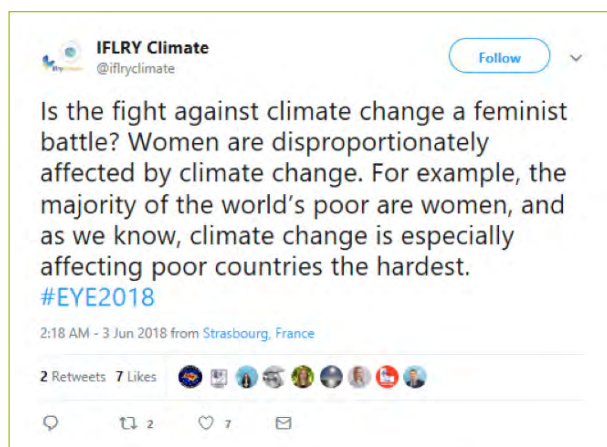 IFLRY Climate
@iflryclimate
Follow
Is the fight against climate change a feminist
battle? Women are disproportionately
affected by climate change. For example, the
majority of the world's poor are women, and
as we know, climate change is especially
affecting poor countries the hardest.
#EYE2018
2:18 AM - 3 Jun 2018 from Strasbourg, France
2 Retweets 7 Likes
2 7